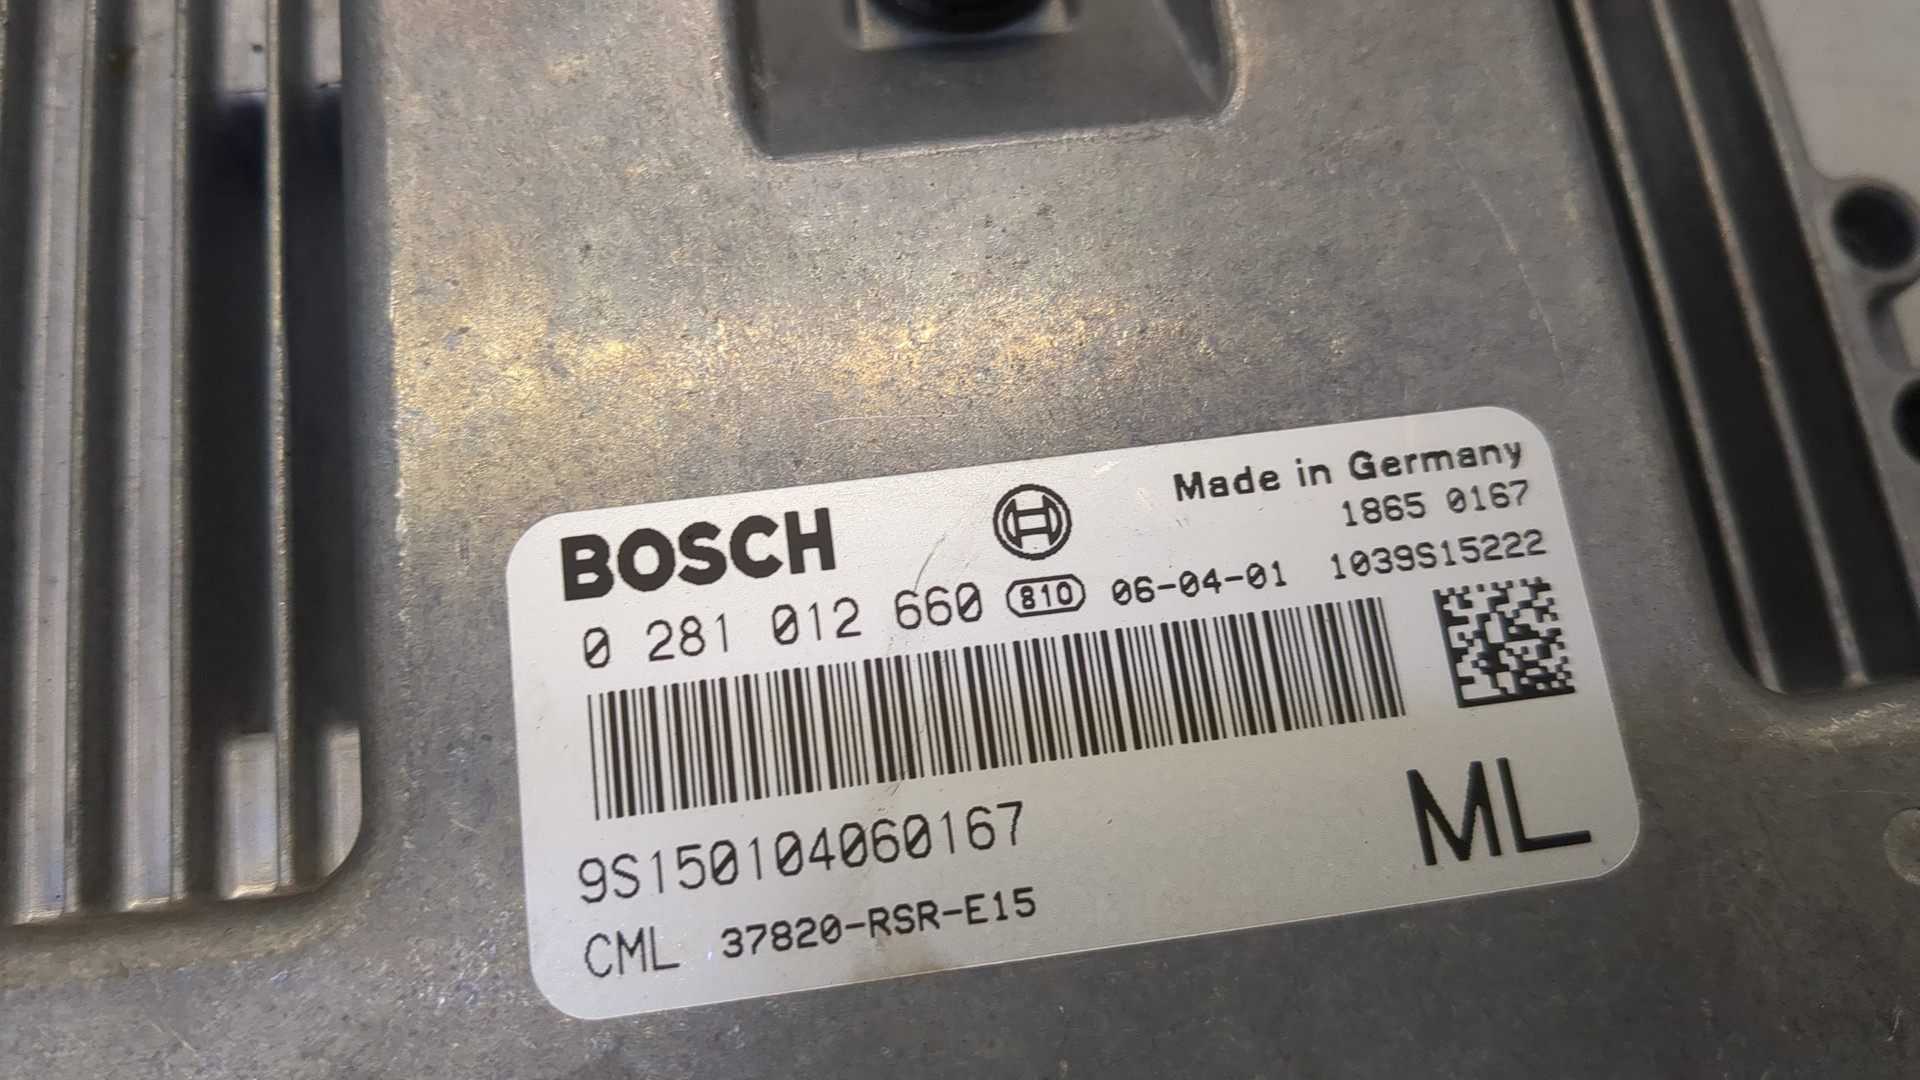 BOSCH
Made in Germany
1865 0167
0 281 012 660 810 06-04-01 1039S15222
9S150104060167
ML
CML 37820-RSR-E15